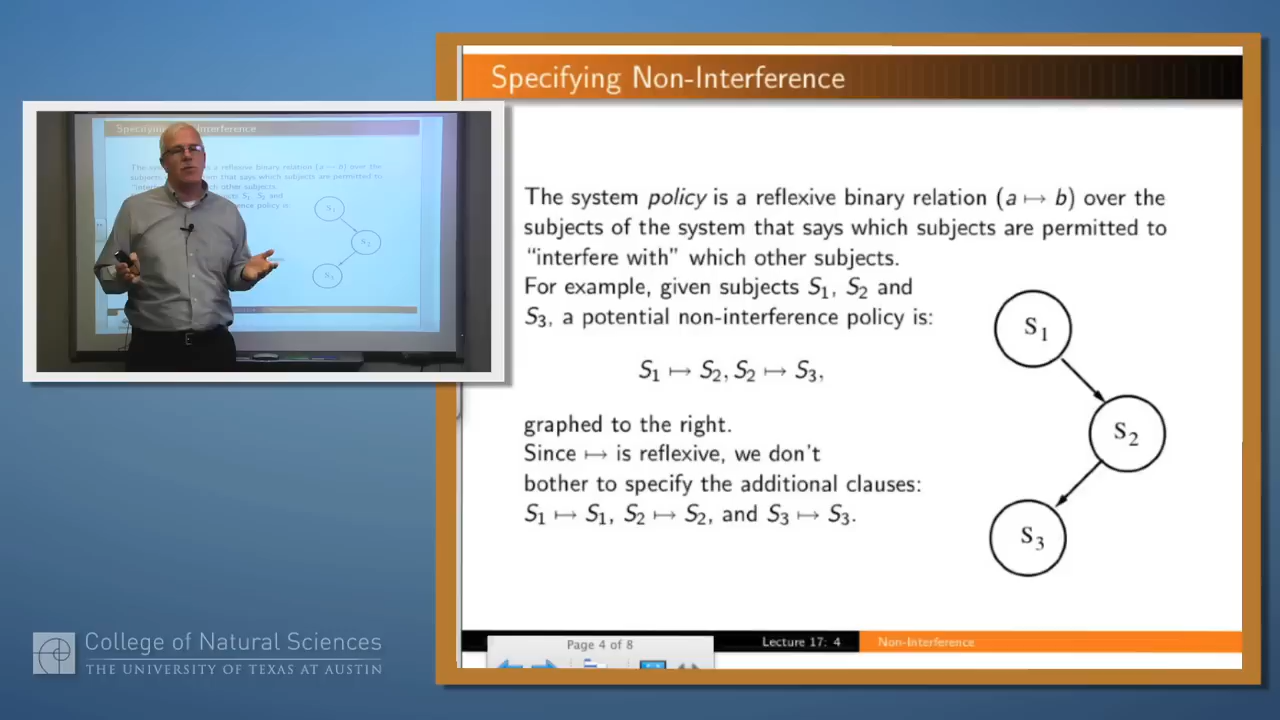 Specifying Non-Interference
The system policy is a reflexive binary relation (a ↦ b) over the
subjects of the system that says which subjects are permitted to
“interfere with” which other subjects.
For example, given subjects S₁, S₂ and
S₃, a potential non-interference policy is:
S₁ ↦ S₂, S₂ ↦ S₃,
graphed to the right.
Since ↦ is reflexive, we don't
bother to specify the additional clauses:
S₁ ↦ S₁, S₂ ↦ S₂, and S₃ ↦ S₃.
S₁
S₂
S₃
Page 4 of 8
Lecture 17: 4
Non-Interference
College of Natural Sciences
THE UNIVERSITY OF TEXAS AT AUSTIN